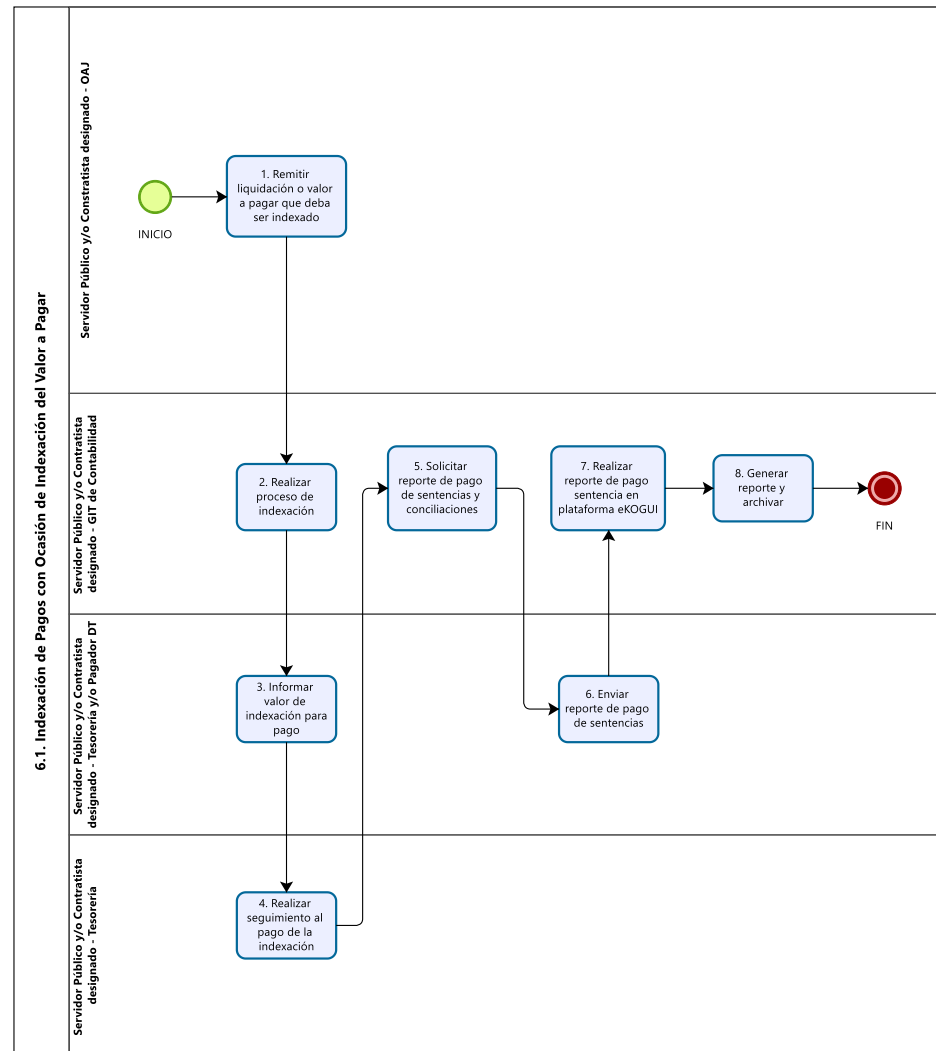 6.1. Indexación de Pagos con Ocasión de Indexación del Valor a Pagar
Servidor Público y/o Constratista designado - OAJ
INICIO
1. Remitir
liquidación o valor
a pagar que deba
ser indexado
Servidor Público y/o Contratista
designado - GIT de Contabilidad
2. Realizar
proceso de
indexación
5. Solicitar
reporte de pago
de sentencias y
conciliaciones
7. Realizar
reporte de pago
sentencia en
plataforma eKOGUI
8. Generar
reporte y
archivar
FIN
Servidor Público y/o Contratista
designado - Tesorería y/o Pagador DT
3. Informar
valor de
indexación para
pago
6. Enviar
reporte de pago
de sentencias
Servidor Público y/o Contratista
designado - Tesorería
4. Realizar
seguimiento al
pago de la
indexación